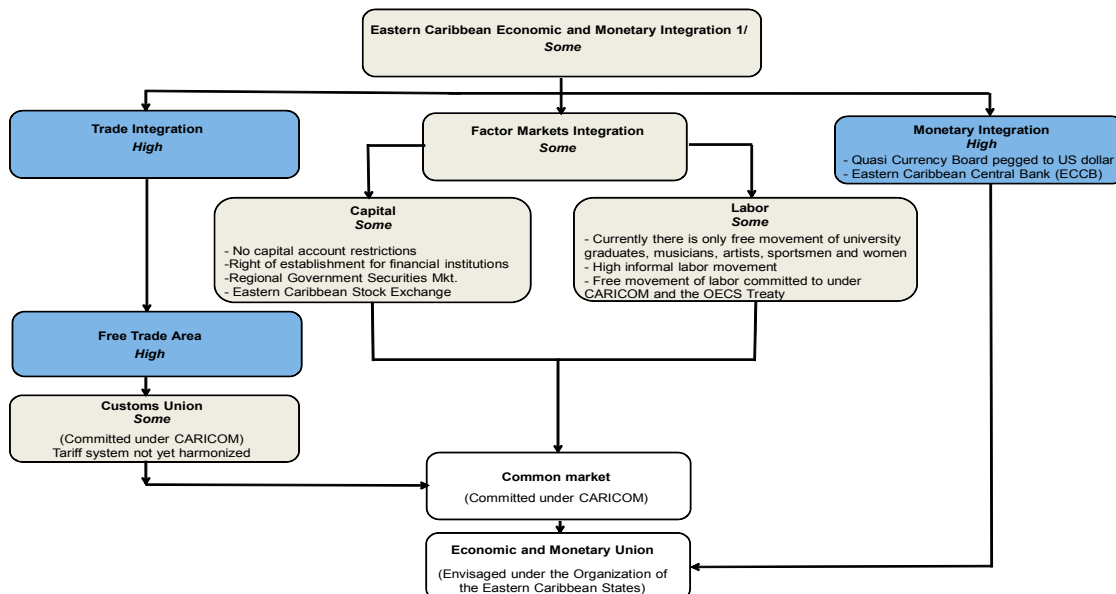 Eastern Caribbean Economic and Monetary Integration 1/
Some
Trade Integration
High
Factor Markets Integration
Some
Monetary Integration
High
- Quasi Currency Board pegged to US dollar
- Eastern Caribbean Central Bank (ECCB)
Capital
Some
- No capital account restrictions
-Right of establishment for financial institutions
-Regional Government Securities Mkt.
- Eastern Caribbean Stock Exchange
Labor
Some
- Currently there is only free movement of university
graduates, musicians, artists, sportsmen and women
- High informal labor movement
- Free movement of labor committed to under
CARICOM and the OECS Treaty
Free Trade Area
High
Customs Union
Some
(Committed under CARICOM)
Tariff system not yet harmonized
Common market
(Committed under CARICOM)
Economic and Monetary Union
(Envisaged under the Organization of
the Eastern Caribbean States)